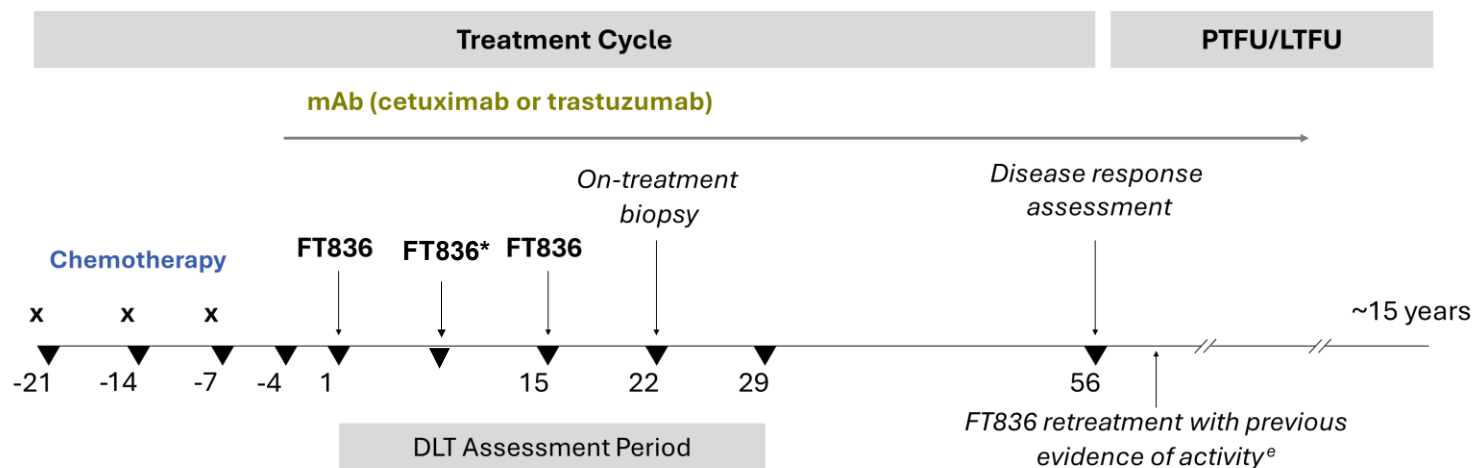 Treatment Cycle
PTFU/LTFU
mAb (cetuximab or trastuzumab)
On-treatment
biopsy
Disease response
assessment
Chemotherapy
FT836
FT836*
FT836
x x x
~15 years
-21 -14 -7 -4 1 15 22 29 56
DLT Assessment Period
FT836 retreatment with previous
evidence of activityᵉ